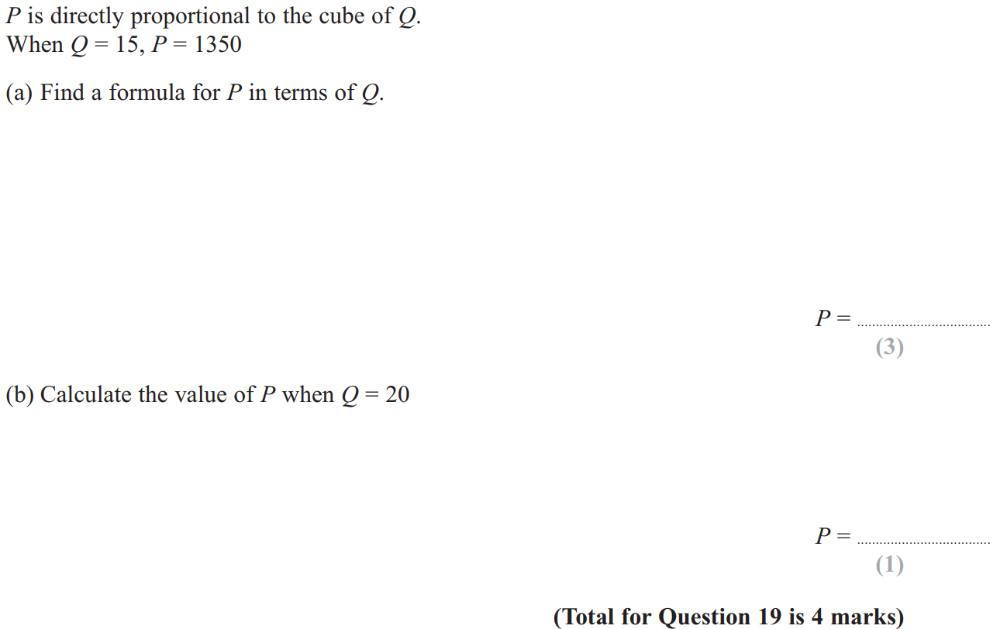 P is directly proportional to the cube of Q.
When Q = 15, P = 1350
(a) Find a formula for P in terms of Q.
P = ....................................
(3)
(b) Calculate the value of P when Q = 20
P = ....................................
(1)
(Total for Question 19 is 4 marks)